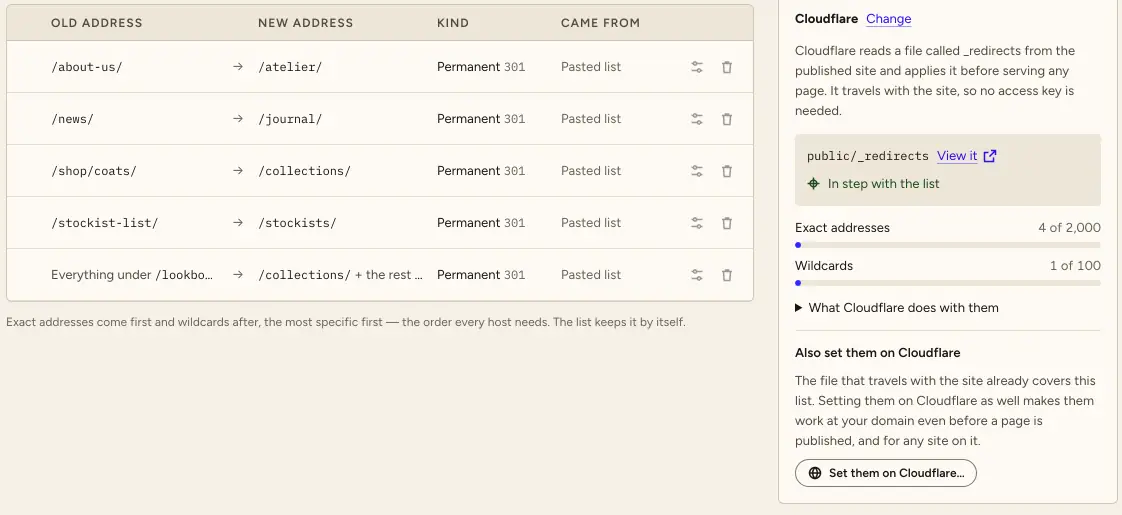 OLD ADDRESS NEW ADDRESS KIND CAME FROM
/about-us/ → /atelier/ Permanent 301 Pasted list
/news/ → /journal/ Permanent 301 Pasted list
/shop/coats/ → /collections/ Permanent 301 Pasted list
/stockist-list/ → /stockists/ Permanent 301 Pasted list
Everything under /lookbo… → /collections/ + the rest … Permanent 301 Pasted list
Exact addresses come first and wildcards after, the most specific first — the order every host needs. The list keeps it by itself.
Cloudflare Change
Cloudflare reads a file called _redirects from the
published site and applies it before serving any
page. It travels with the site, so no access key is
needed.
public/_redirects View it
In step with the list
Exact addresses 4 of 2,000
Wildcards 1 of 100
What Cloudflare does with them
Also set them on Cloudflare
The file that travels with the site already covers this
list. Setting them on Cloudflare as well makes them
work at your domain even before a page is
published, and for any site on it.
Set them on Cloudflare…